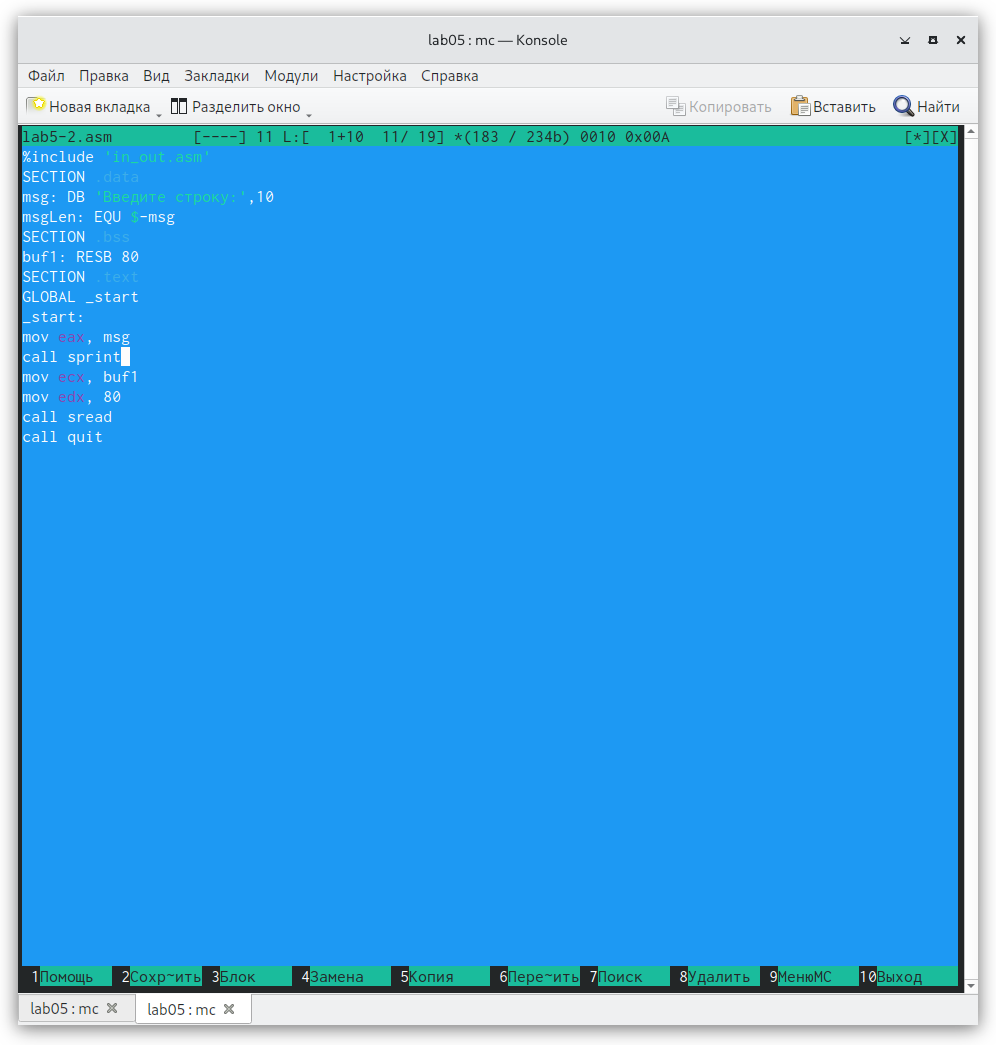 lab05 : mc — Konsole
Файл Правка Вид Закладки Модули Настройка Справка
Новая вкладка Разделить окно Копировать Вставить Найти
lab5-2.asm [----] 11 L:[ 1+10 11/ 19] *(183 / 234b) 0010 0x00A [*][X]
%include 'in_out.asm'
SECTION .data
msg: DB 'Введите строку:',10
msgLen: EQU $-msg
SECTION .bss
buf1: RESB 80
SECTION .text
GLOBAL _start
_start:
mov eax, msg
call sprint
mov ecx, buf1
mov edx, 80
call sread
call quit
1Помощь 2Сохр~ить 3Блок 4Замена 5Копия 6Пере~ить 7Поиск 8Удалить 9МенюMC 10Выход
lab05 : mc lab05 : mc